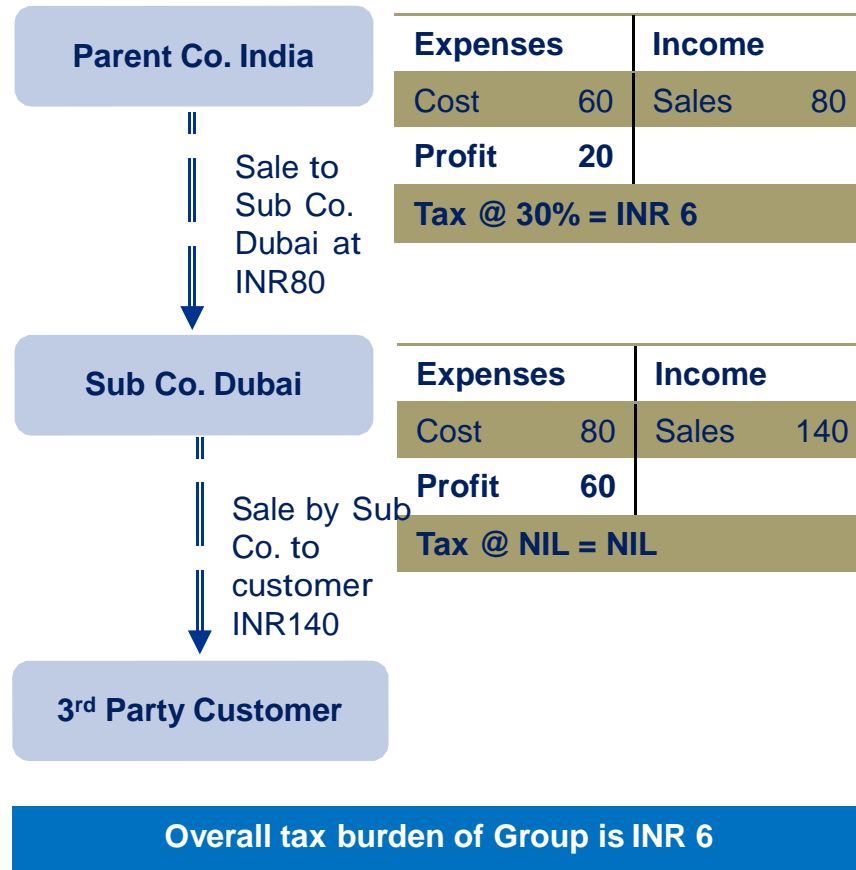 Parent Co. India
Expenses Income
Cost 60 Sales 80
Profit 20
Tax @ 30% = INR 6
Sale to
Sub Co.
Dubai at
INR80
Sub Co. Dubai
Expenses Income
Cost 80 Sales 140
Profit 60
Tax @ NIL = NIL
Sale by Sub
Co. to
customer
INR140
3rd Party Customer
Overall tax burden of Group is INR 6